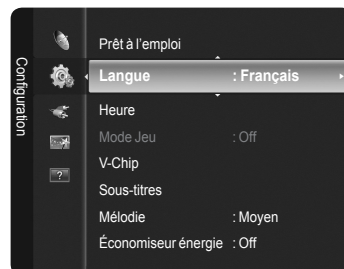 Configuration
Prêt à l'emploi
Langue : Français
Heure
Mode Jeu : Off
V-Chip
Sous-titres
Mélodie : Moyen
Économiseur énergie : Off
?